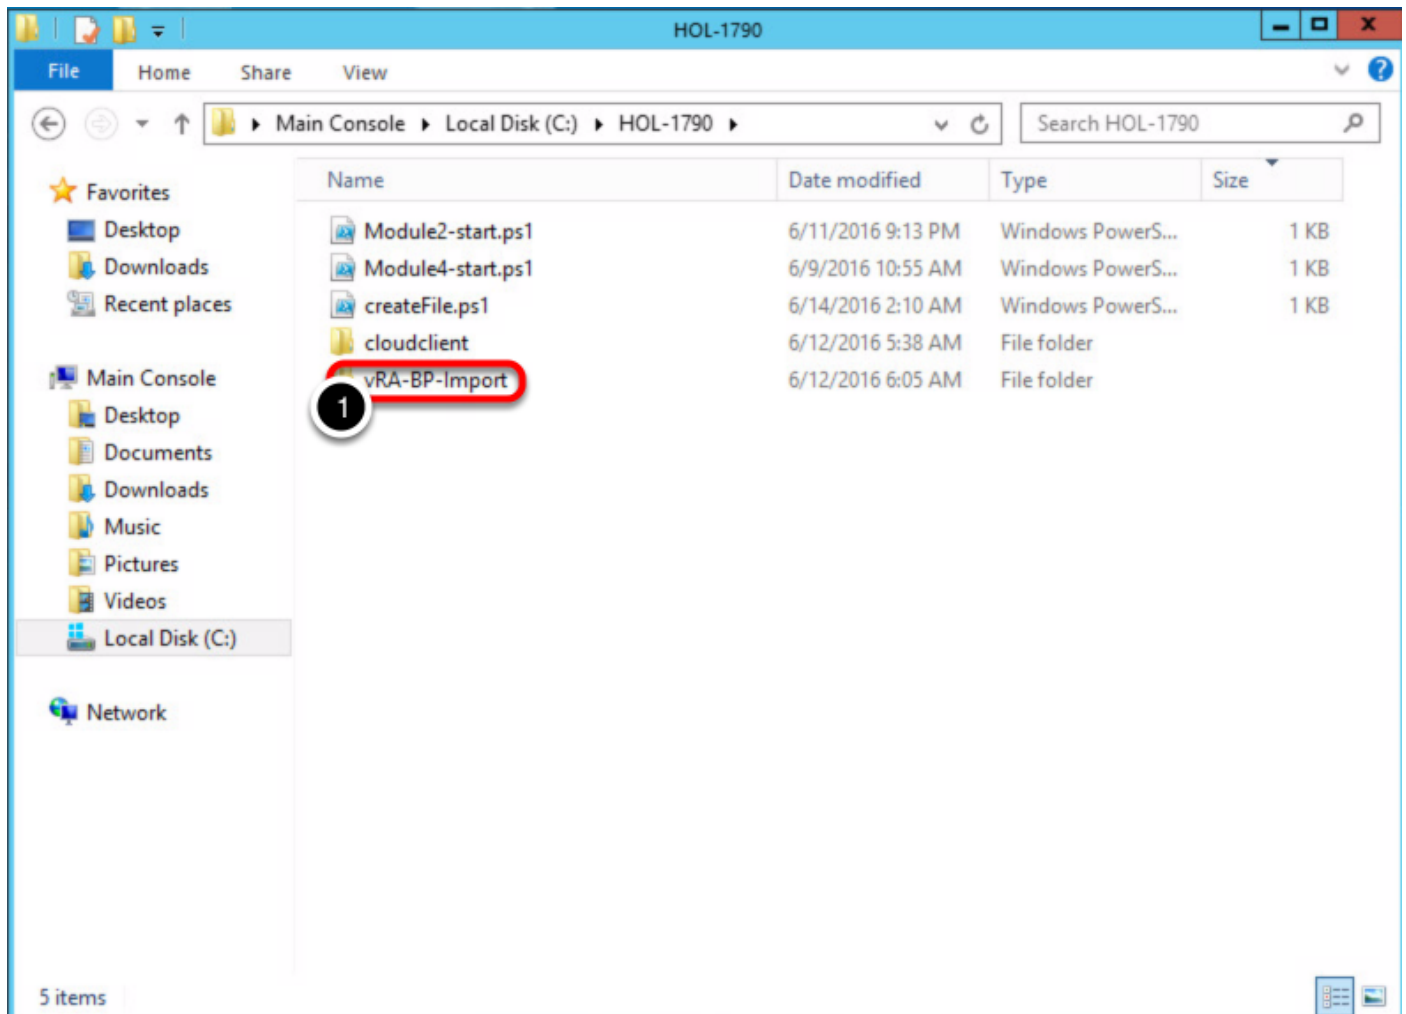 HOL-1790
File Home Share View
Main Console Local Disk (C:) HOL-1790
Search HOL-1790
Name Date modified Type Size
Favorites
Desktop
Downloads
Recent places
Main Console
Desktop
Documents
Downloads
Music
Pictures
Videos
Local Disk (C:)
Network
Module2-start.ps1 6/11/2016 9:13 PM Windows PowerS... 1 KB
Module4-start.ps1 6/9/2016 10:55 AM Windows PowerS... 1 KB
createFile.ps1 6/14/2016 2:10 AM Windows PowerS... 1 KB
cloudclient 6/12/2016 5:38 AM File folder
vRA-BP-Import 6/12/2016 6:05 AM File folder
1
5 items